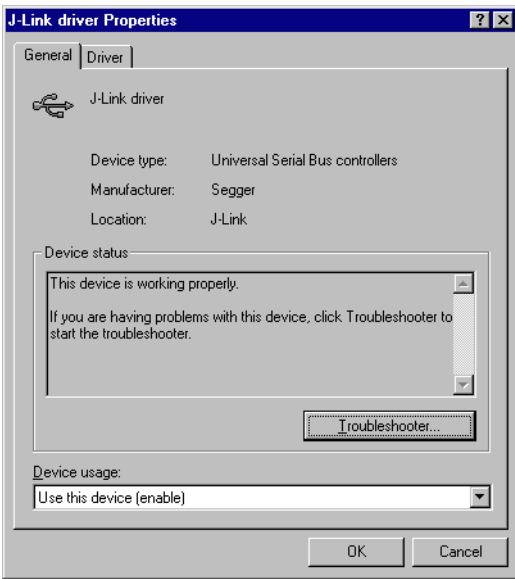 J-Link driver Properties
General
Driver
J-Link driver
Device type: Universal Serial Bus controllers
Manufacturer: Segger
Location: J-Link
Device status
This device is working properly.
If you are having problems with this device, click Troubleshooter to
start the troubleshooter.
Troubleshooter...
Device usage:
Use this device (enable)
OK
Cancel